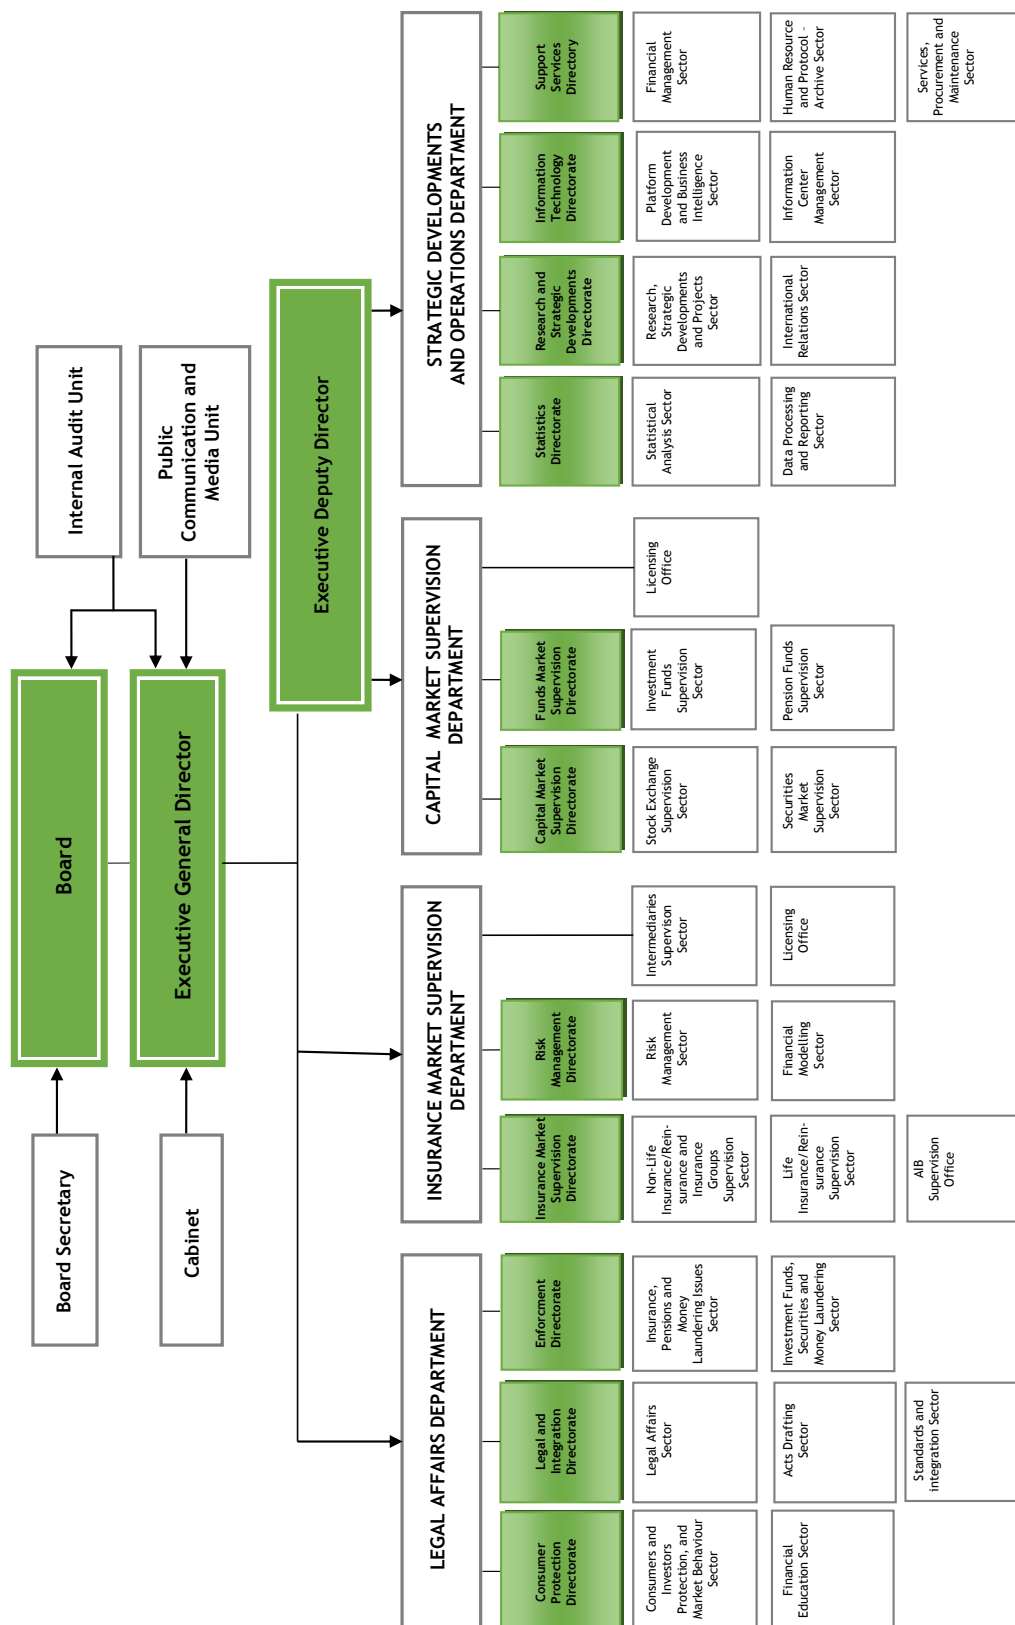 Board
Executive General Director
Board Secretary
Cabinet
Internal Audit Unit
Public
Communication and
Media Unit
Executive Deputy Director
LEGAL AFFAIRS DEPARTMENT
Consumer
Protection
Directorate
Consumers and
Investors
Protection, and
Market Behaviour
Sector
Financial
Education Sector
Legal and
Integration
Directorate
Legal Affairs
Sector
Acts Drafting
Sector
Standards and
integration Sector
Enforcment
Directorate
Insurance,
Pensions and
Money
Laundering Issues
Sector
Investment Funds,
Securities and
Money Laundering
Sector
INSURANCE MARKET SUPERVISION
DEPARTMENT
Insurance Market
Supervision
Directorate
Non-Life
Insurance/Rein-
surance and
Insurance
Groups
Supervision
Sector
Life
Insurance/Rein-
surance Supervision
Sector
AIB
Supervision
Office
Risk
Management
Directorate
Risk
Management
Sector
Financial
Modelling
Sector
Intermediaries
Supervison
Sector
Licensing
Office
CAPITAL MARKET SUPERVISION
DEPARTMENT
Capital Market
Supervision
Directorate
Stock Exchange
Supervision
Sector
Securities
Market
Supervision
Sector
Funds Market
Supervision
Directorate
Investment
Funds
Supervision
Sector
Pension Funds
Supervision
Sector
Licensing
Office
STRATEGIC DEVELOPMENTS
AND OPERATIONS DEPARTMENT
Statistics
Directorate
Statistical
Analysis Sector
Data Processing
and Reporting
Sector
Research and
Strategic
Developments
Directorate
Research,
Strategic
Developments
and Projects
Sector
International
Relations Sector
Information
Technology
Directorate
Platform
Development
and Business
Intelligence
Sector
Information
Center
Management
Sector
Support
Services
Directory
Financial
Management
Sector
Human Resource
and Protocol -
Archive Sector
Services,
Procurement and
Maintenance
Sector